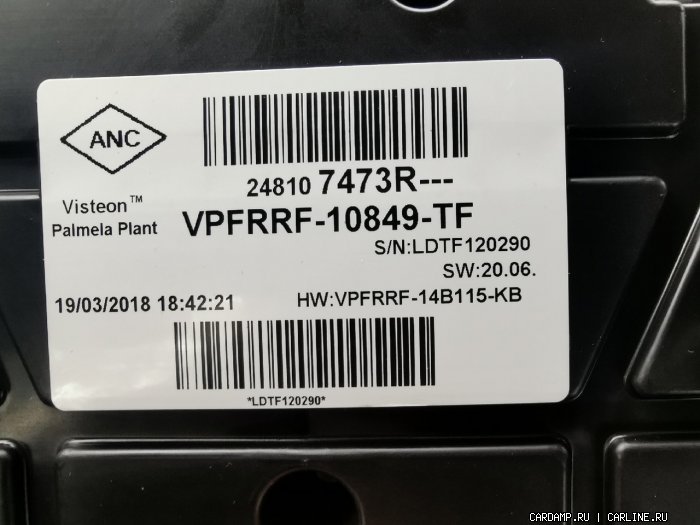 ANC
Visteon™
Palmela Plant
24810 7473R---
VPFRRF-10849-TF
S/N:LDTF120290
SW:20.06.
19/03/2018 18:42:21
HW:VPFRRF-14B115-KB
*LDTF120290*
CARDAMP.RU | CARLINE.RU